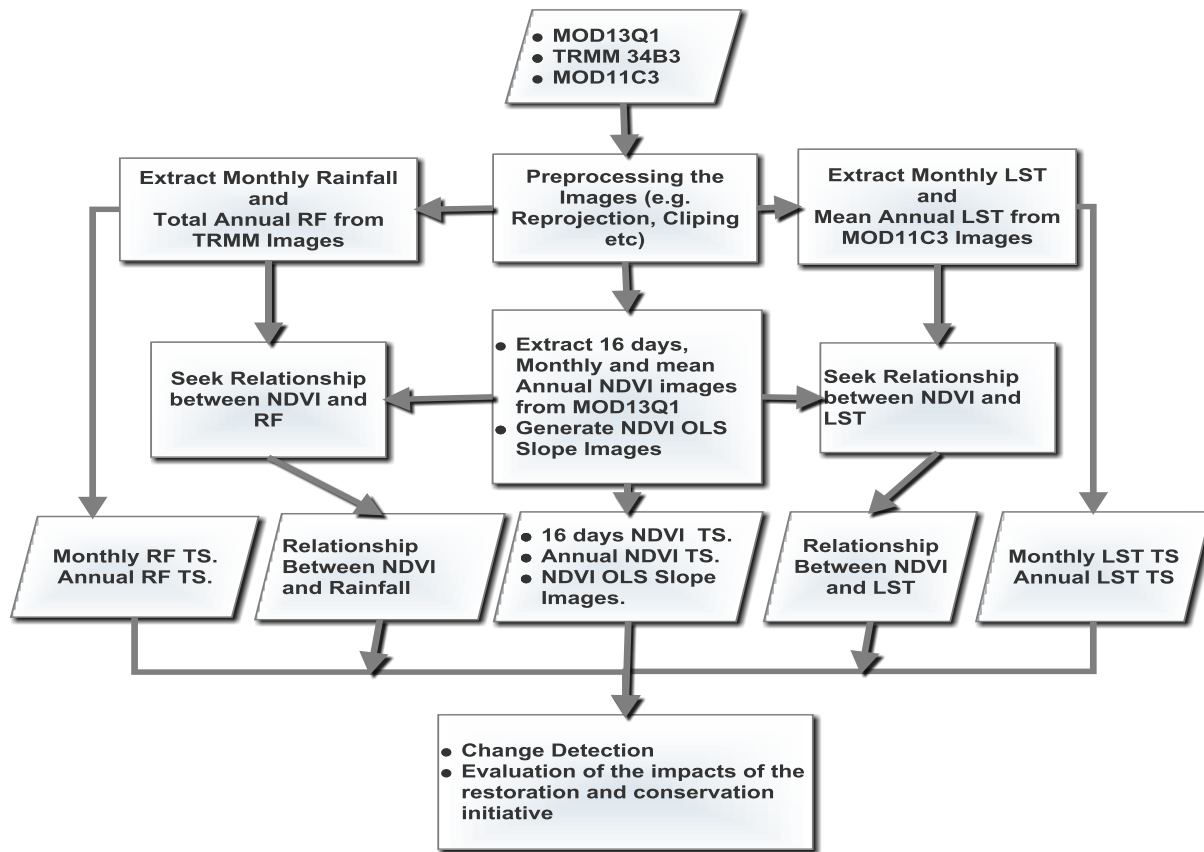 ● MOD13Q1
● TRMM 34B3
● MOD11C3
Extract Monthly Rainfall
and
Total Annual RF from
TRMM Images
Preprocessing the
Images (e.g.
Reprojection, Cliping
etc)
Extract Monthly LST
and
Mean Annual LST from
MOD11C3 Images
Seek Relationship
between NDVI and
RF
● Extract 16 days,
Monthly and mean
Annual NDVI images
from MOD13Q1
● Generate NDVI OLS
Slope Images
Seek Relationship
between NDVI and
LST
Monthly RF TS.
Annual RF TS.
Relationship
Between NDVI
and Rainfall
● 16 days NDVI TS.
● Annual NDVI TS.
● NDVI OLS Slope
Images.
Relationship
Between NDVI
and LST
Monthly LST TS
Annual LST TS
● Change Detection
● Evaluation of the impacts of the
restoration and conservation
initiative